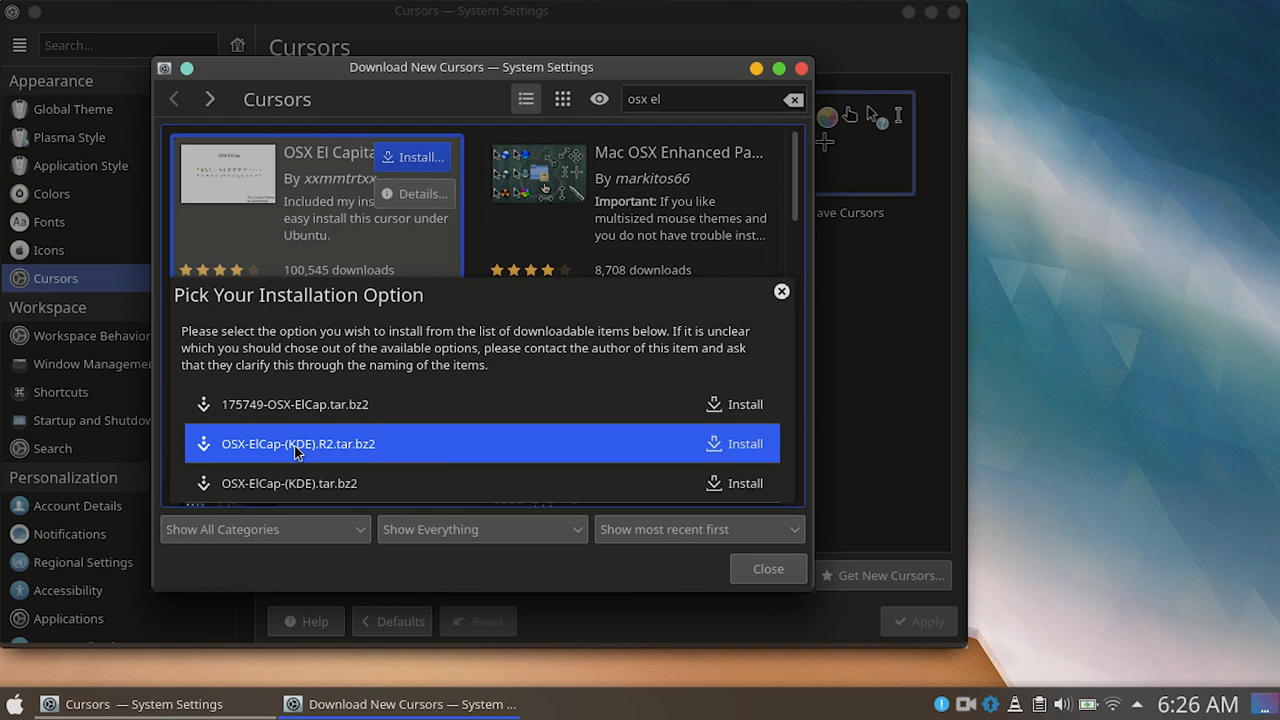 Cursors — System Settings
Search...
Cursors
Appearance
Global Theme
Plasma Style
Application Style
Colors
Fonts
Icons
Cursors
Workspace
Workspace Behavior
Window Management
Shortcuts
Startup and Shutdow
Search
Personalization
Account Details
Notifications
Regional Settings
Accessibility
Applications
Download New Cursors — System Settings
Cursors
osx el
OSX El Capita
Install...
By xxmmtrtxx
Details...
Included my ins
easy install this cursor under
Ubuntu.
100,545 downloads
Mac OSX Enhanced Pa...
By markitos66
Important: If you like
multisized mouse themes and
you do not have trouble inst...
8,708 downloads
Pick Your Installation Option
Please select the option you wish to install from the list of downloadable items below. If it is unclear
which you should chose out of the available options, please contact the author of this item and ask
that they clarify this through the naming of the items.
175749-OSX-ElCap.tar.bz2 Install
OSX-ElCap-(KDE).R2.tar.bz2 Install
OSX-ElCap-(KDE).tar.bz2 Install
Show All Categories
Show Everything
Show most recent first
Close
ave Cursors
Get New Cursors...
Help
Defaults
Reset
Apply
Cursors — System Settings
Download New Cursors — System ...
6:26 AM